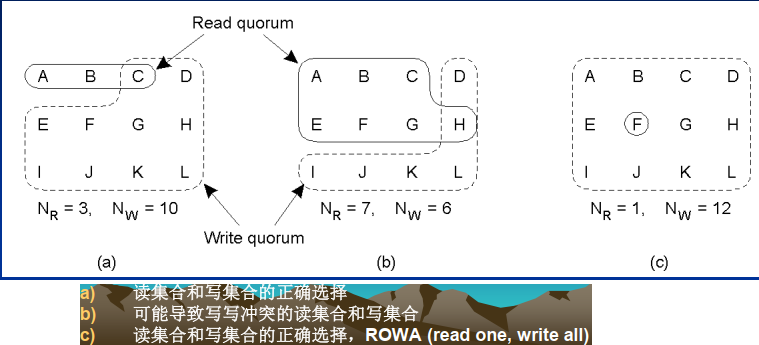 Read quorum
A B C D
E F G H
I J K L
N_R = 3, N_W = 10
(a)
A B C D
E F G H
I J K L
N_R = 7, N_W = 6
(b)
A B C D
E F G H
I J K L
N_R = 1, N_W = 12
(c)
Write quorum
a) 读集合和写集合的正确选择
b) 可能导致写写冲突的读集合和写集合
c) 读集合和写集合的正确选择，ROWA (read one, write all)